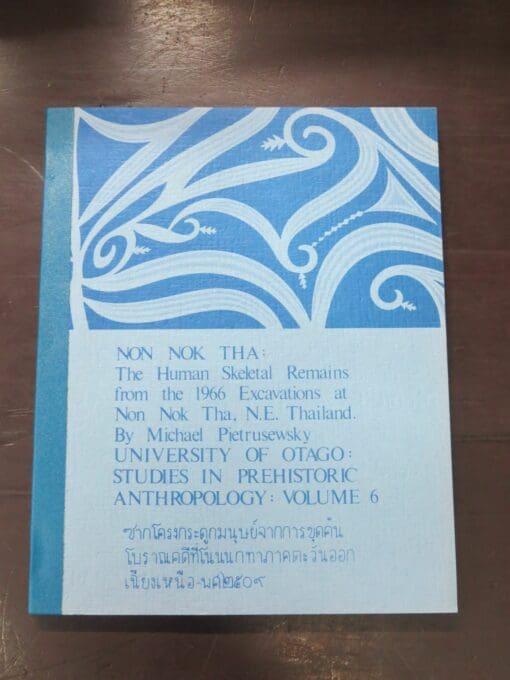 NON NOK THA:
The Human Skeletal Remains
from the 1966 Excavations at
Non Nok Tha, N.E. Thailand.
By Michael Pietrusewsky
UNIVERSITY OF OTAGO:
STUDIES IN PREHISTORIC
ANTHROPOLOGY: VOLUME 6
ซากโครงกระดูกมนุษย์จากการขุดค้น
โบราณคดีที่โนนนกทาภาคตะวันออก
เฉียงเหนือ-พศ๒๕๐๙